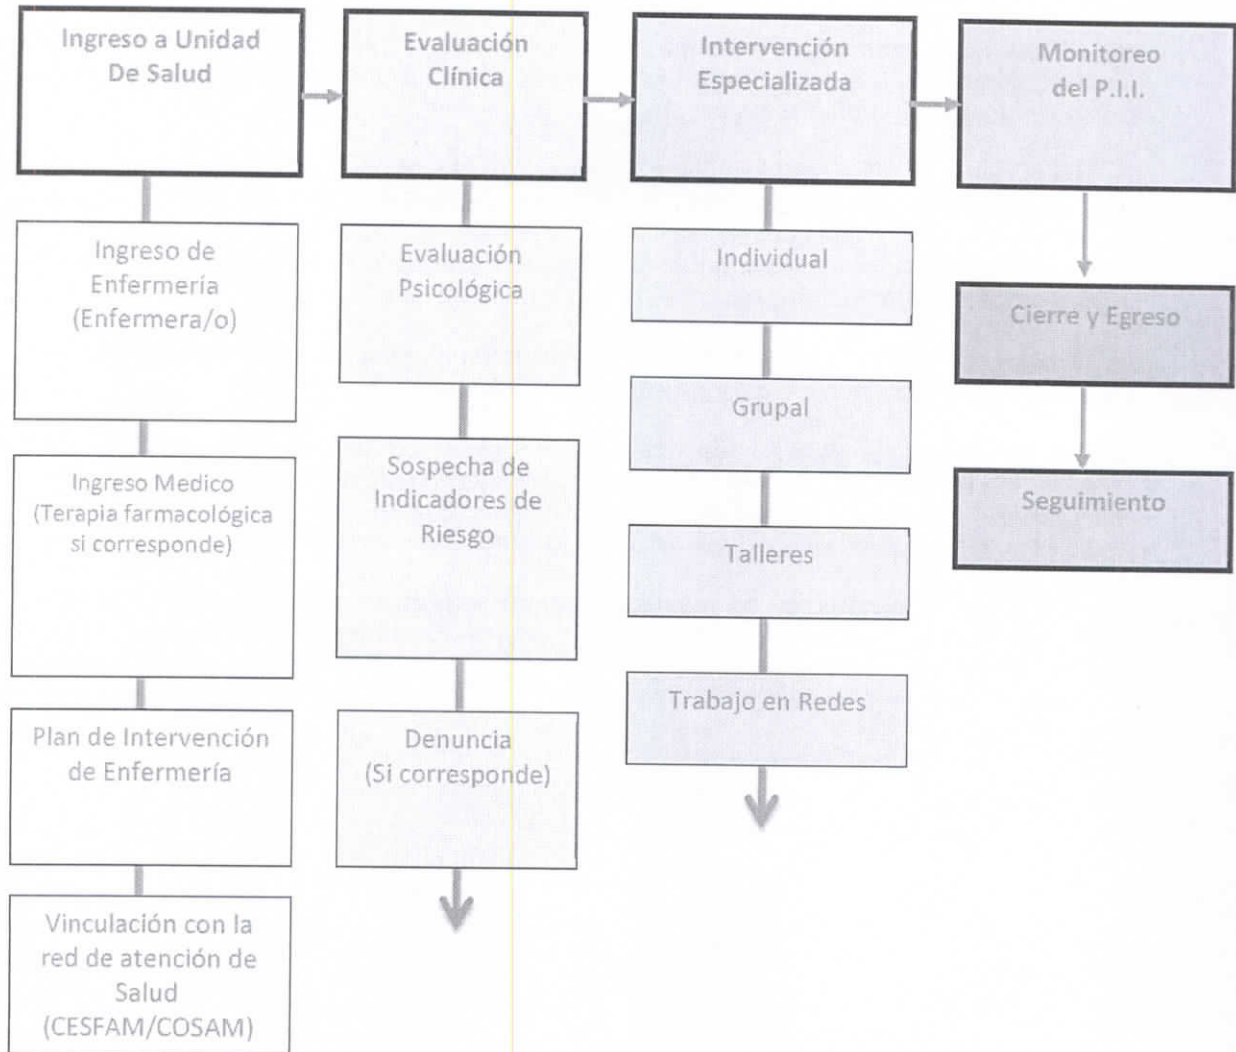 Ingreso a Unidad
De Salud
Ingreso de
Enfermería
(Enfermera/o)
Ingreso Medico
(Terapia farmacológica
si corresponde)
Plan de Intervención
de Enfermería
Vinculación con la
red de atención de
Salud
(CESFAM/COSAM)
Evaluación
Clínica
Evaluación
Psicológica
Sospecha de
Indicadores de
Riesgo
Denuncia
(Si corresponde)
Intervención
Especializada
Individual
Grupal
Talleres
Trabajo en Redes
Monitoreo
del P.I.I.
Cierre y Egreso
Seguimiento